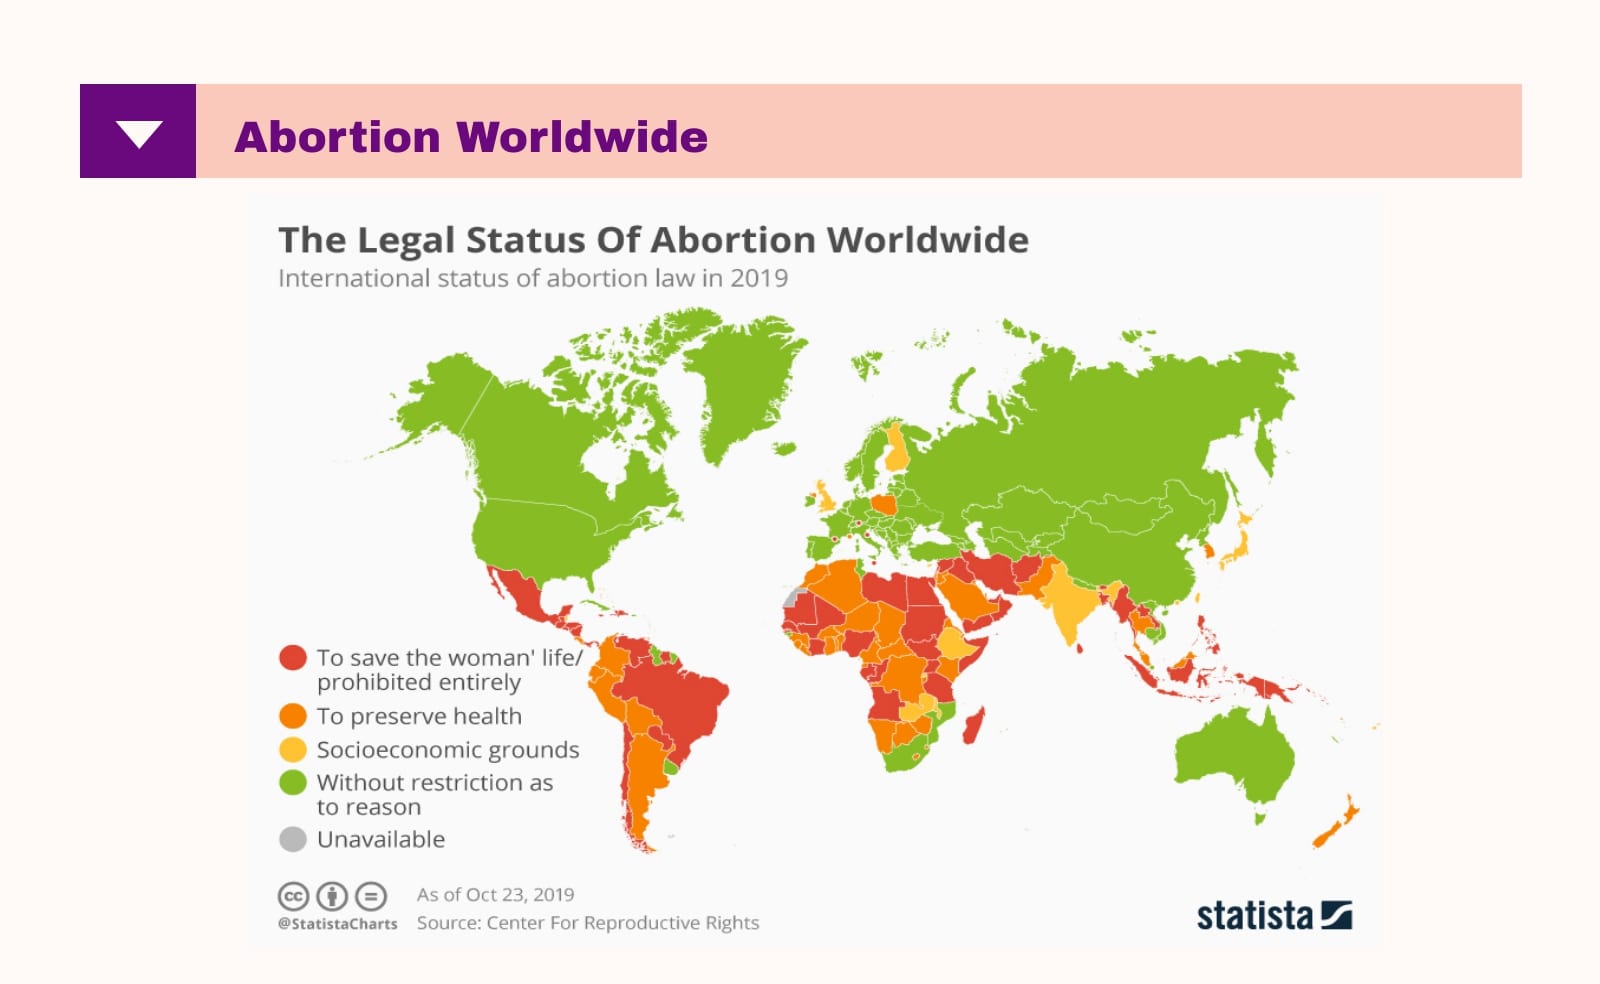 Abortion Worldwide
The Legal Status Of Abortion Worldwide
International status of abortion law in 2019
To save the woman' life/
prohibited entirely
To preserve health
Socioeconomic grounds
Without restriction as
to reason
Unavailable
cc
As of Oct 23, 2019
@StatistaCharts
Source: Center For Reproductive Rights
statista